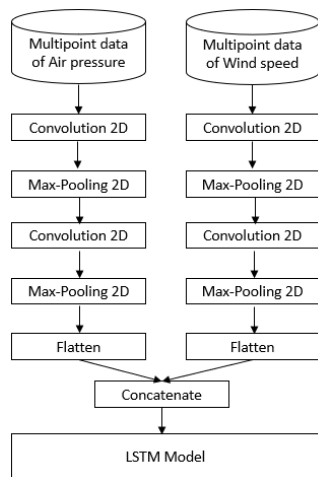 Multipoint data
of Air pressure
Multipoint data
of Wind speed
Convolution 2D
Convolution 2D
Max-Pooling 2D
Max-Pooling 2D
Convolution 2D
Convolution 2D
Max-Pooling 2D
Max-Pooling 2D
Flatten
Flatten
Concatenate
LSTM Model